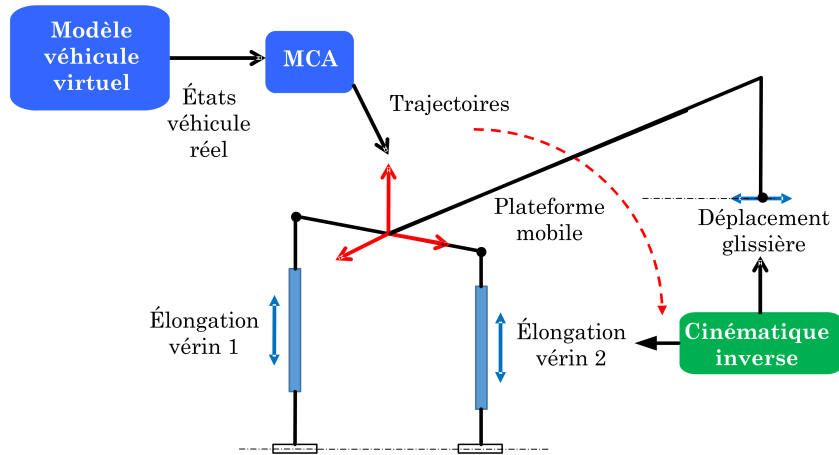 Modèle
véhicule
virtuel
MCA
États
véhicule
réel
Trajectoires
Plateforme
mobile
Déplacement
glissière
Élongation
vérin 1
Élongation
vérin 2
Cinématique
inverse